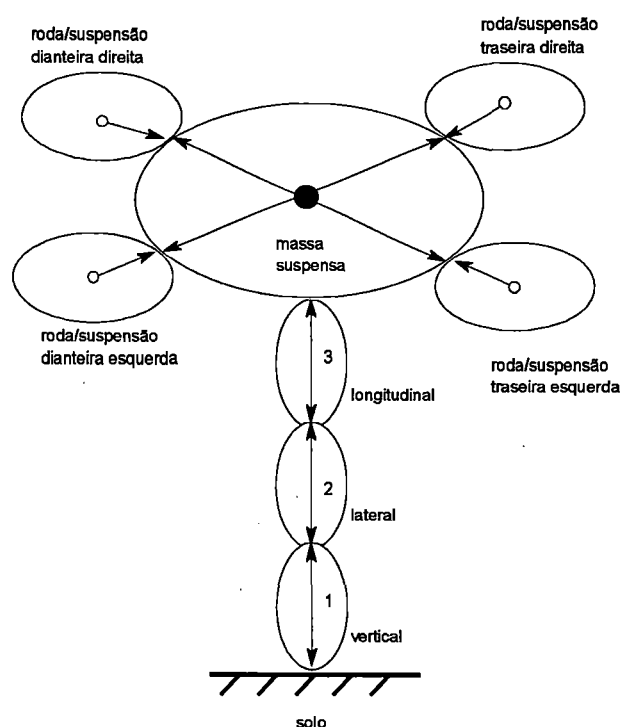 roda/suspensão
dianteira direita
roda/suspensão
traseira direita
massa
suspensa
roda/suspensão
dianteira esquerda
roda/suspensão
traseira esquerda
3
longitudinal
2
lateral
1
vertical
solo